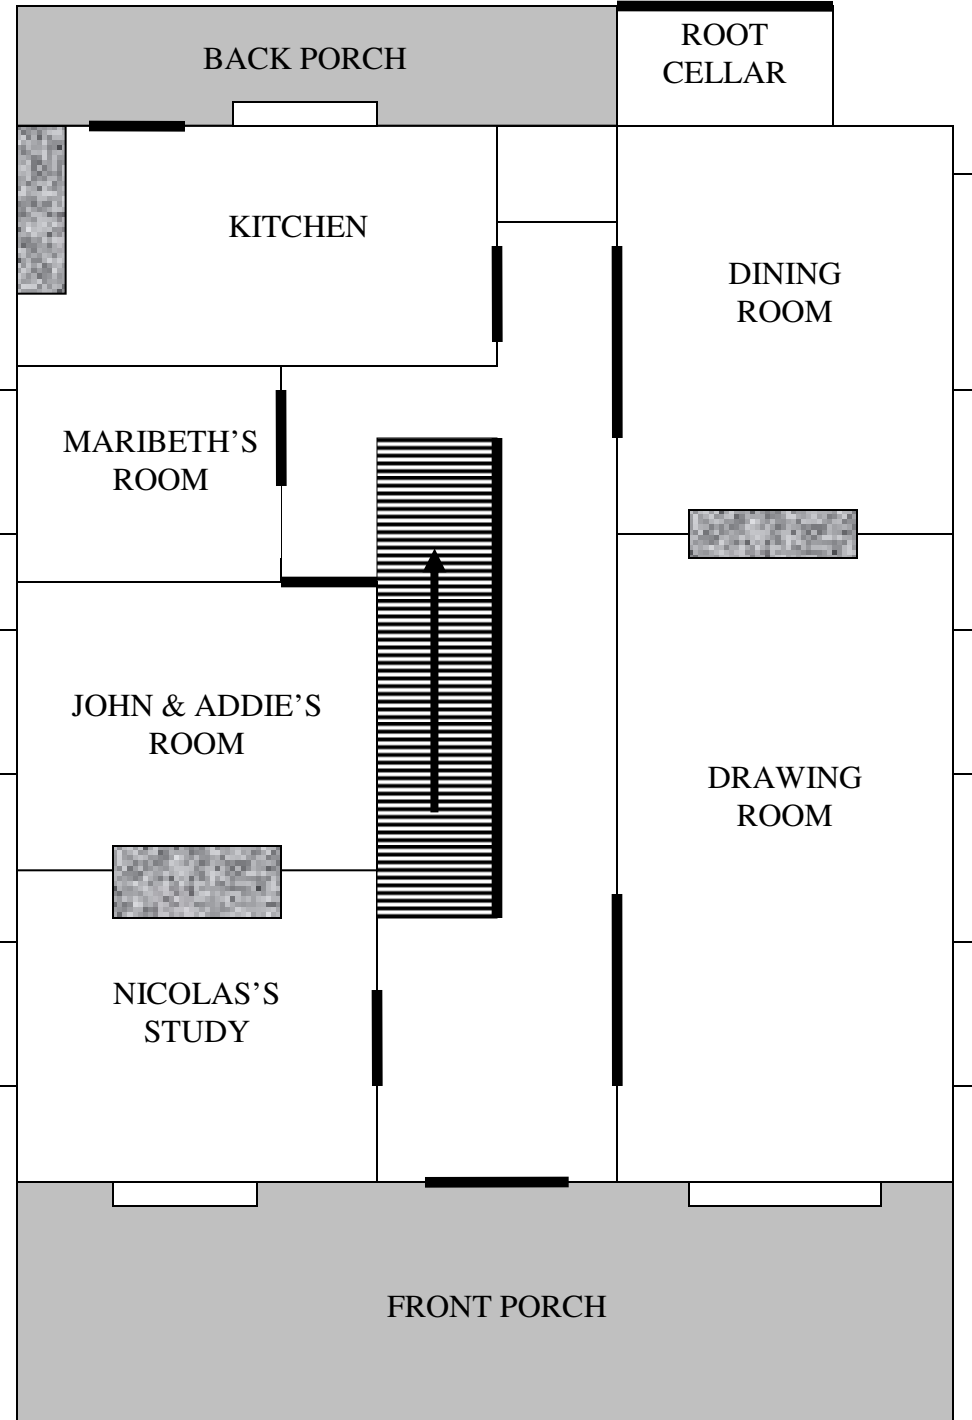 BACK PORCH
ROOT
CELLAR
KITCHEN
DINING
ROOM
MARIBETH’S
ROOM
JOHN & ADDIE’S
ROOM
DRAWING
ROOM
NICOLAS’S
STUDY
FRONT PORCH